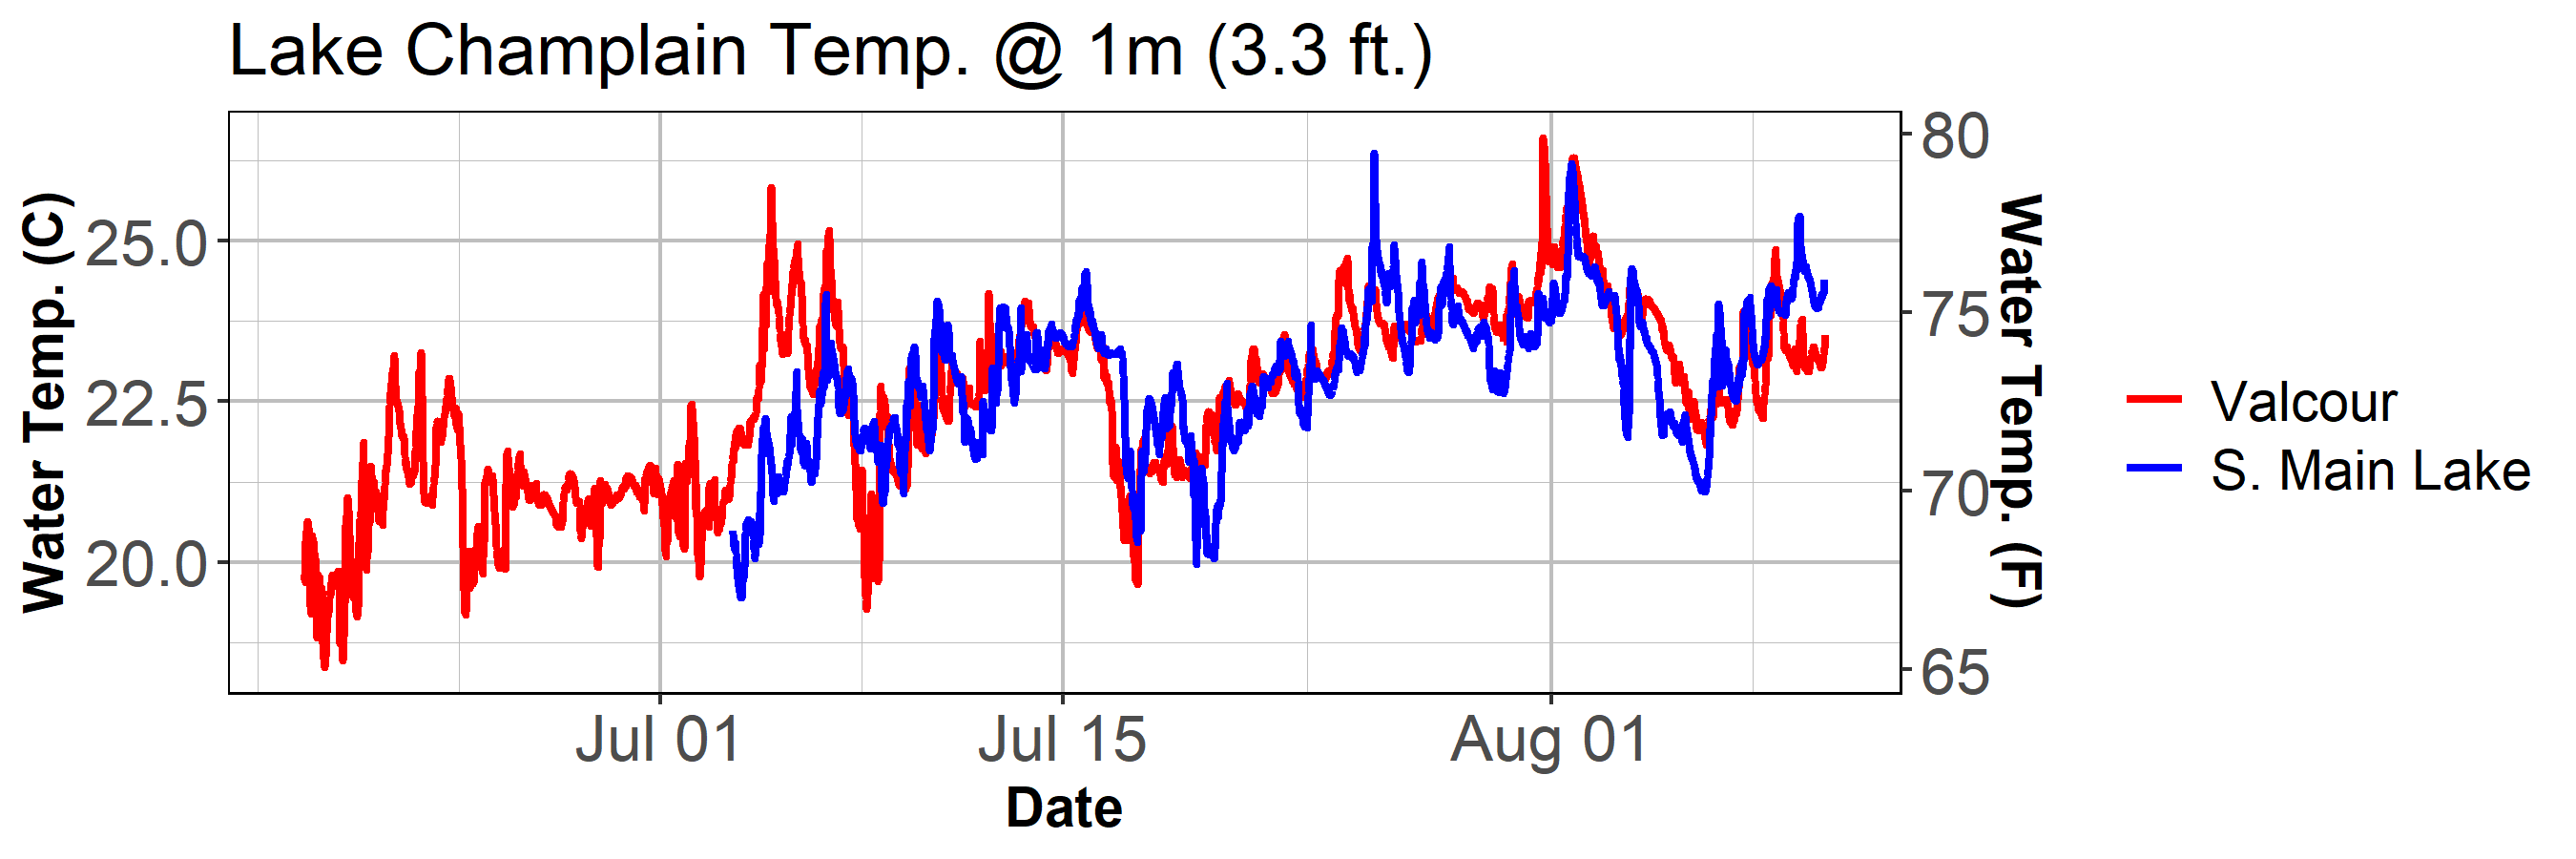 Lake Champlain Temp. @ 1m (3.3 ft.)
Water Temp. (C)
25.0
22.5
20.0
80
75
70
65
Water Temp. (F)
Jul 01
Jul 15
Aug 01
Date
Valcour
S. Main Lake